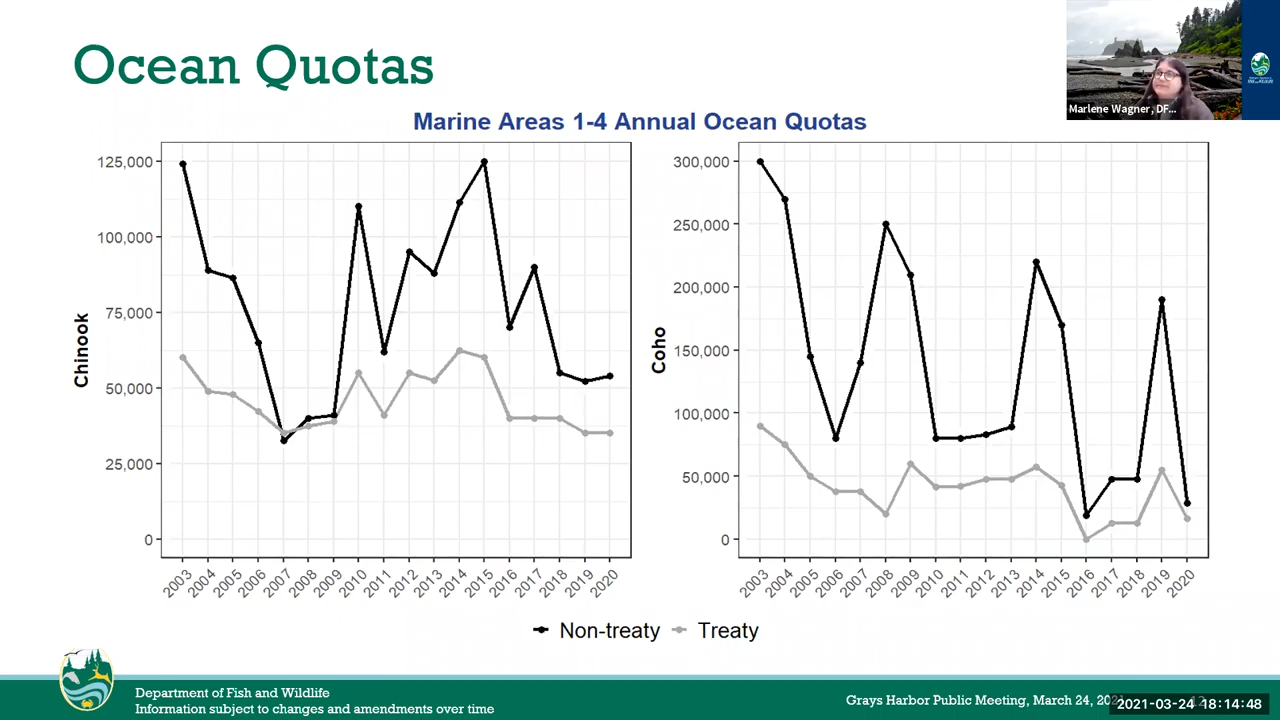 Ocean Quotas
Marlene Wagner, DF...
Marine Areas 1-4 Annual Ocean Quotas
Chinook
125,000
100,000
75,000
50,000
25,000
0
2003 2004 2005 2006 2007 2008 2009 2010 2011 2012 2013 2014 2015 2016 2017 2018 2019 2020
Coho
300,000
250,000
200,000
150,000
100,000
50,000
0
2003 2004 2005 2006 2007 2008 2009 2010 2011 2012 2013 2014 2015 2016 2017 2018 2019 2020
Non-treaty Treaty
Department of Fish and Wildlife
Information subject to changes and amendments over time
Grays Harbor Public Meeting, March 24, 2021
12
2021-03-24 18:14:48